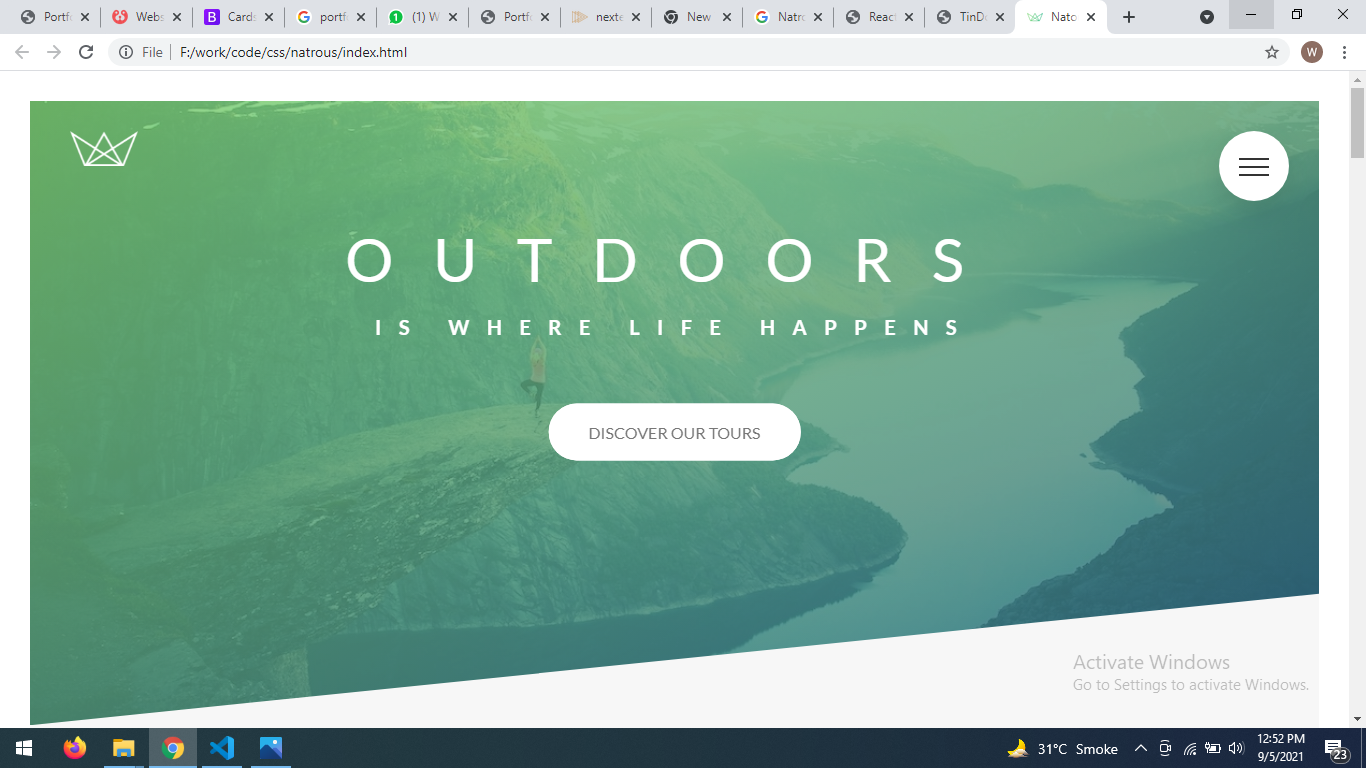 Portf
Webs
Cards
portf
(1) W
Portf
nexte
New
Natro
Reac
TinD
Nato
File
F:/work/code/css/natrous/index.html
W
OUTDOORS
IS WHERE LIFE HAPPENS
DISCOVER OUR TOURS
Activate Windows
Go to Settings to activate Windows.
31°C Smoke
12:52 PM
9/5/2021
23